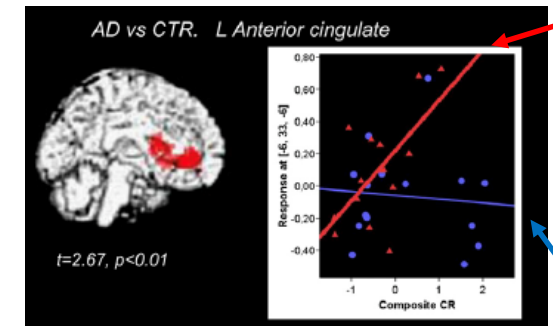 AD vs CTR. L Anterior cingulate
t=2.67, p<0.01
Response at [-6, 33, -6]
0,80
0,60
0,40
0,20
0,00
-0,20
-0,40
-1 0 1 2
Composite CR